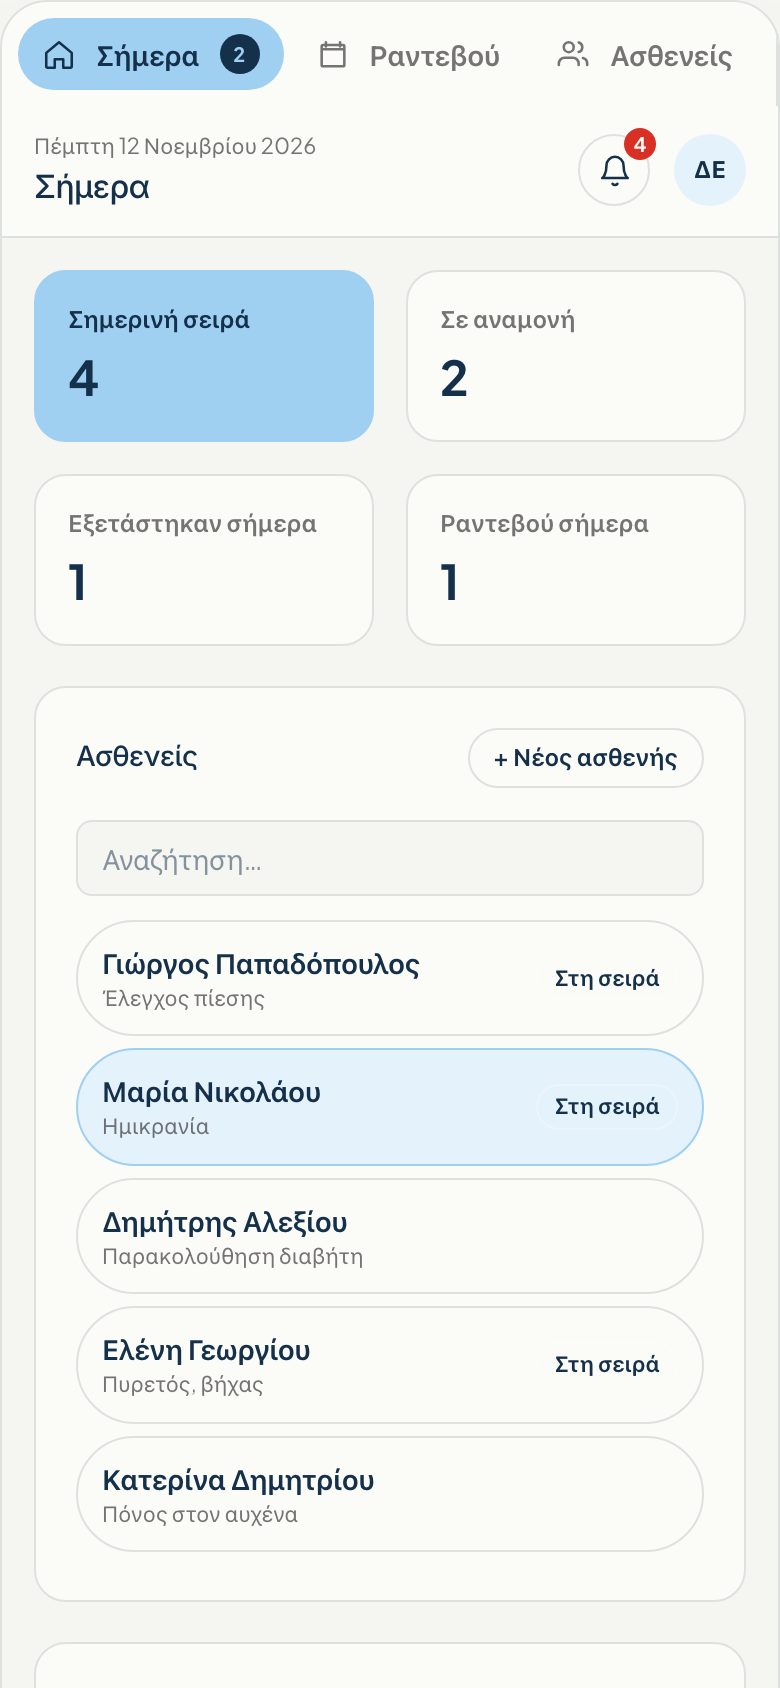 Σήμερα 2 Ραντεβού Ασθενείς
Πέμπτη 12 Νοεμβρίου 2026
Σήμερα
4
ΔΕ
Σημερινή σειρά
4
Σε αναμονή
2
Εξετάστηκαν σήμερα
1
Ραντεβού σήμερα
1
Ασθενείς
+ Νέος ασθενής
Αναζήτηση...
Γιώργος Παπαδόπουλος
Έλεγχος πίεσης
Στη σειρά
Μαρία Νικολάου
Ημικρανία
Στη σειρά
Δημήτρης Αλεξίου
Παρακολούθηση διαβήτη
Ελένη Γεωργίου
Πυρετός, βήχας
Στη σειρά
Κατερίνα Δημητρίου
Πόνος στον αυχένα